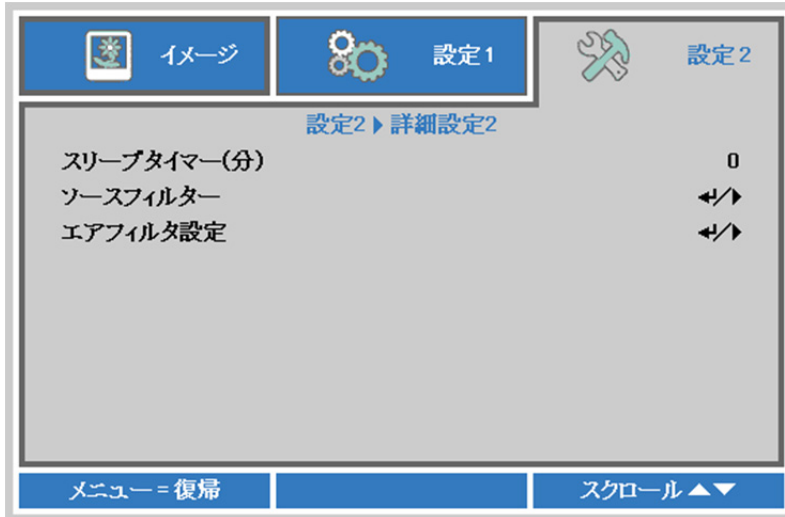 イメージ 設定1 設定2
設定2▶詳細設定2
スリープタイマー(分) 0
ソースフィルター ↵/▶
エアフィルタ設定 ↵/▶
メニュー=復帰 スクロール▲▼